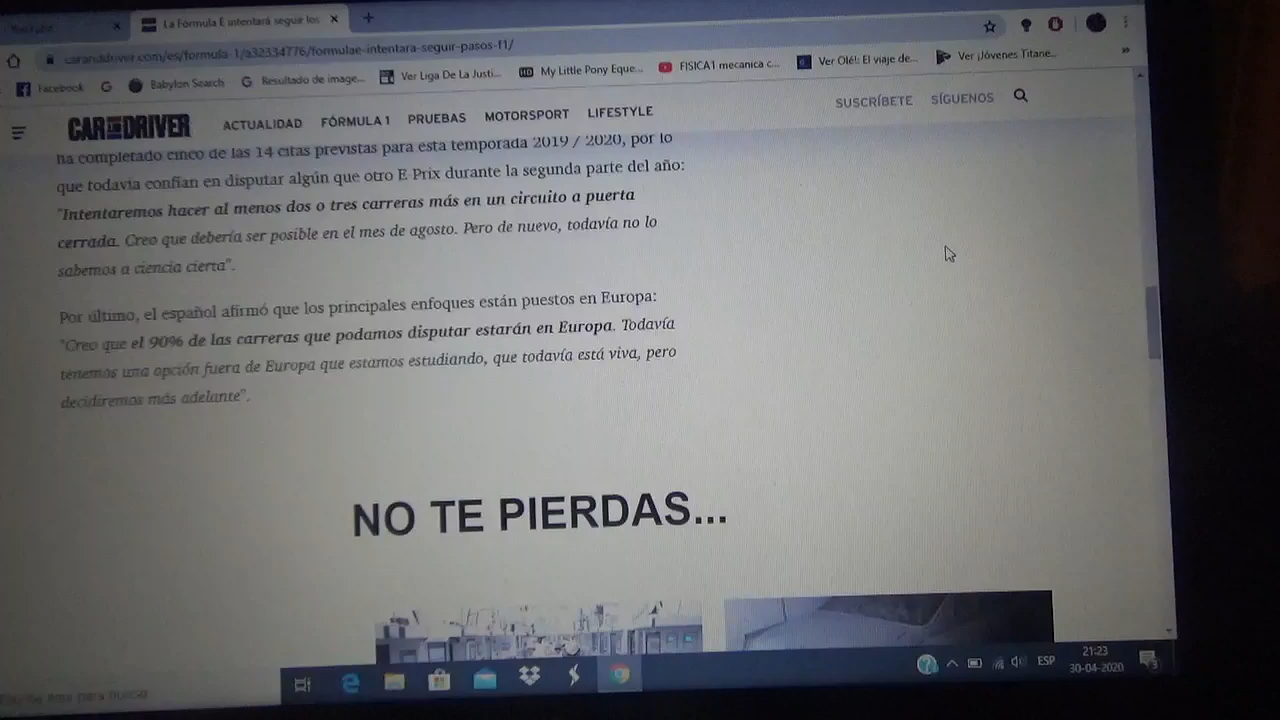 La Fórmula E intentará seguir los
caranddriver.com/es/formula-1/a32334776/formulae-intentara-seguir-pasos-f1/
Facebook Babylon Search Resultado de image... Ver Liga De La Justi... My Little Pony Eque... FISICA1 mecanica c... Ver Olé!: El viaje de... Ver ¡Jóvenes Titane...
CAR AND DRIVER ACTUALIDAD FÓRMULA 1 PRUEBAS MOTORSPORT LIFESTYLE SUSCRÍBETE SÍGUENOS
ha completado cinco de las 14 citas previstas para esta temporada 2019 / 2020, por lo
que todavía confían en disputar algún que otro E-Prix durante la segunda parte del año:
"Intentaremos hacer al menos dos o tres carreras más en un circuito a puerta
cerrada. Creo que debería ser posible en el mes de agosto. Pero de nuevo, todavía no lo
sabemos a ciencia cierta".
Por último, el español afirmó que los principales enfoques están puestos en Europa:
"Creo que el 90% de las carreras que podamos disputar estarán en Europa. Todavía
tenemos una opción fuera de Europa que estamos estudiando, que todavía está viva, pero
decidiremos más adelante".
NO TE PIERDAS...
ESP
21:23
30-04-2020
3